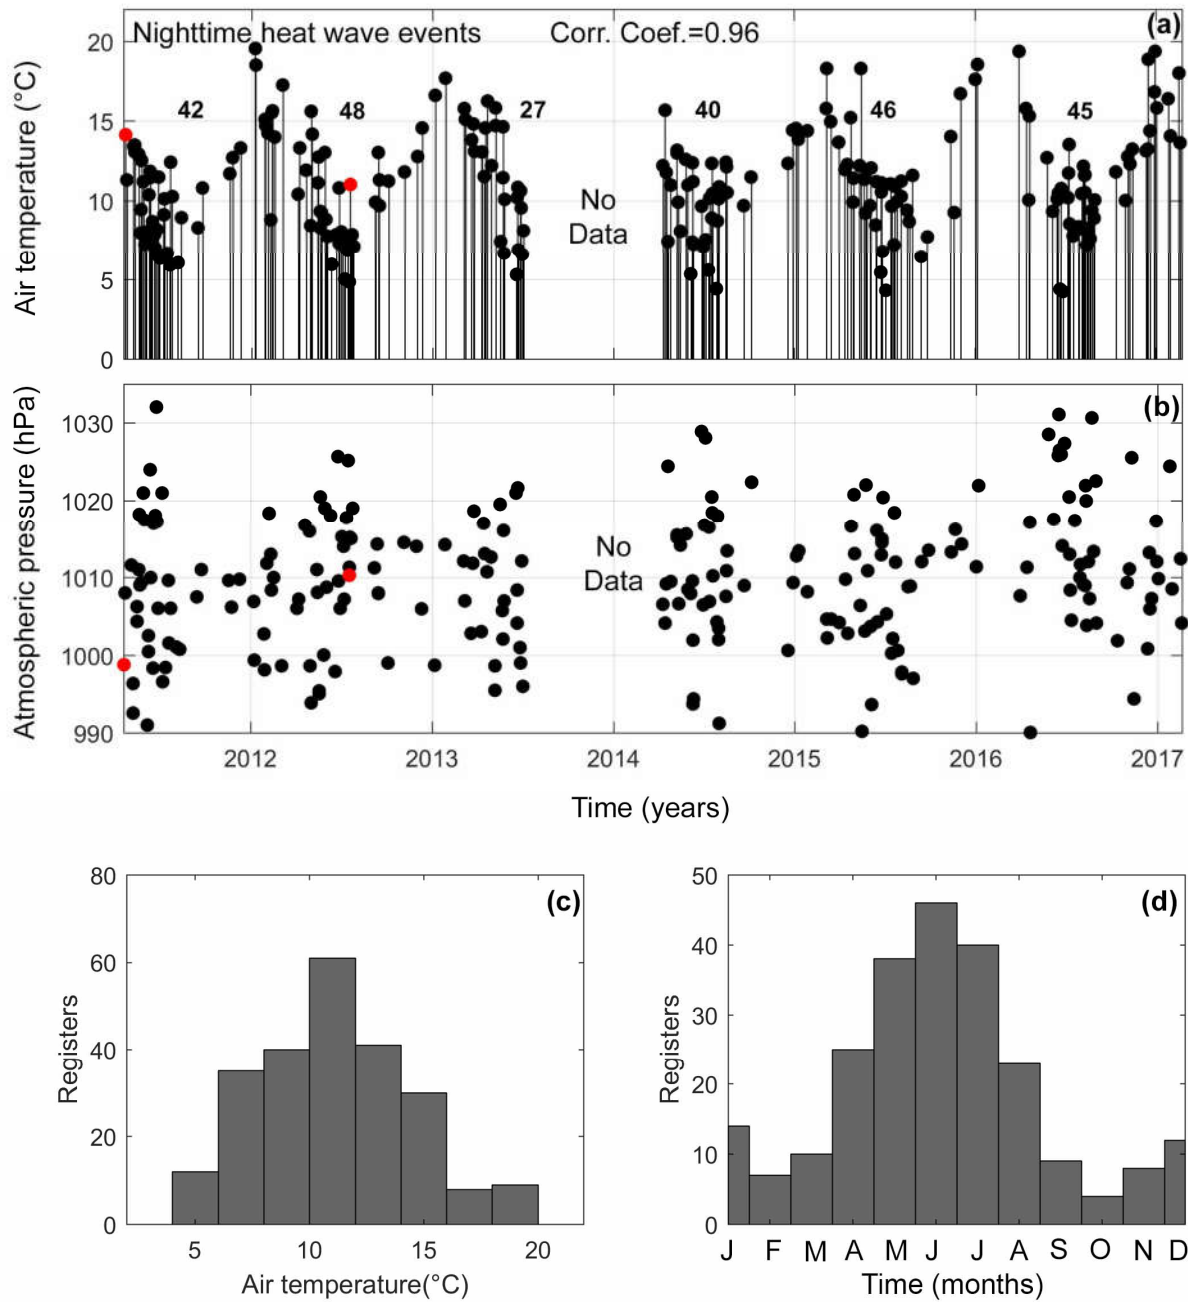 Nighttime heat wave events Corr. Coef.=0.96 (a)
Air temperature (°C)
20
15
10
5
0
42 48 27 40 46 45
No
Data
(b)
Atmospheric pressure (hPa)
1030
1020
1010
1000
990
No
Data
2012 2013 2014 2015 2016 2017
Time (years)
(c)
Registers
80
60
40
20
0
5 10 15 20
Air temperature(°C)
(d)
Registers
50
40
30
20
10
0
J F M A M J J A S O N D
Time (months)